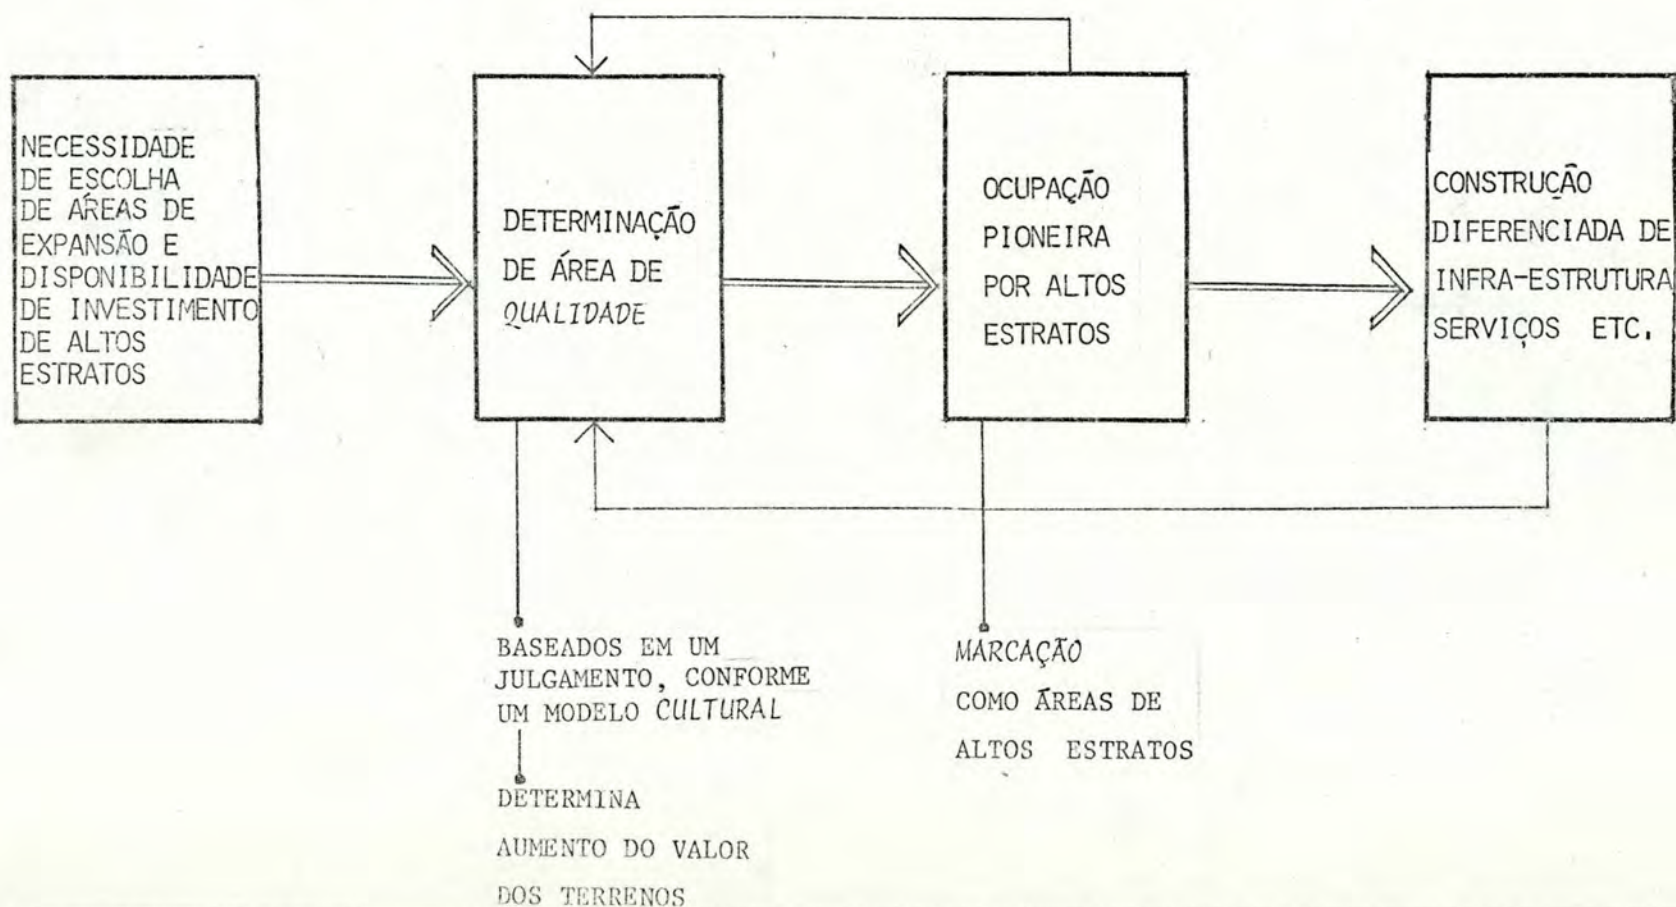 NECESSIDADE
DE ESCOLHA
DE ÁREAS DE
EXPANSÃO E
DISPONIBILIDADE
DE INVESTIMENTO
DE ALTOS
ESTRATOS
DETERMINAÇÃO
DE ÁREA DE
QUALIDADE
OCUPAÇÃO
PIONEIRA
POR ALTOS
ESTRATOS
CONSTRUÇÃO
DIFERENCIADA DE
INFRA-ESTRUTURA
SERVIÇOS ETC.
BASEADOS EM UM
JULGAMENTO, CONFORME
UM MODELO CULTURAL
DETERMINA
AUMENTO DO VALOR
DOS TERRENOS
MARCAÇÃO
COMO ÁREAS DE
ALTOS ESTRATOS